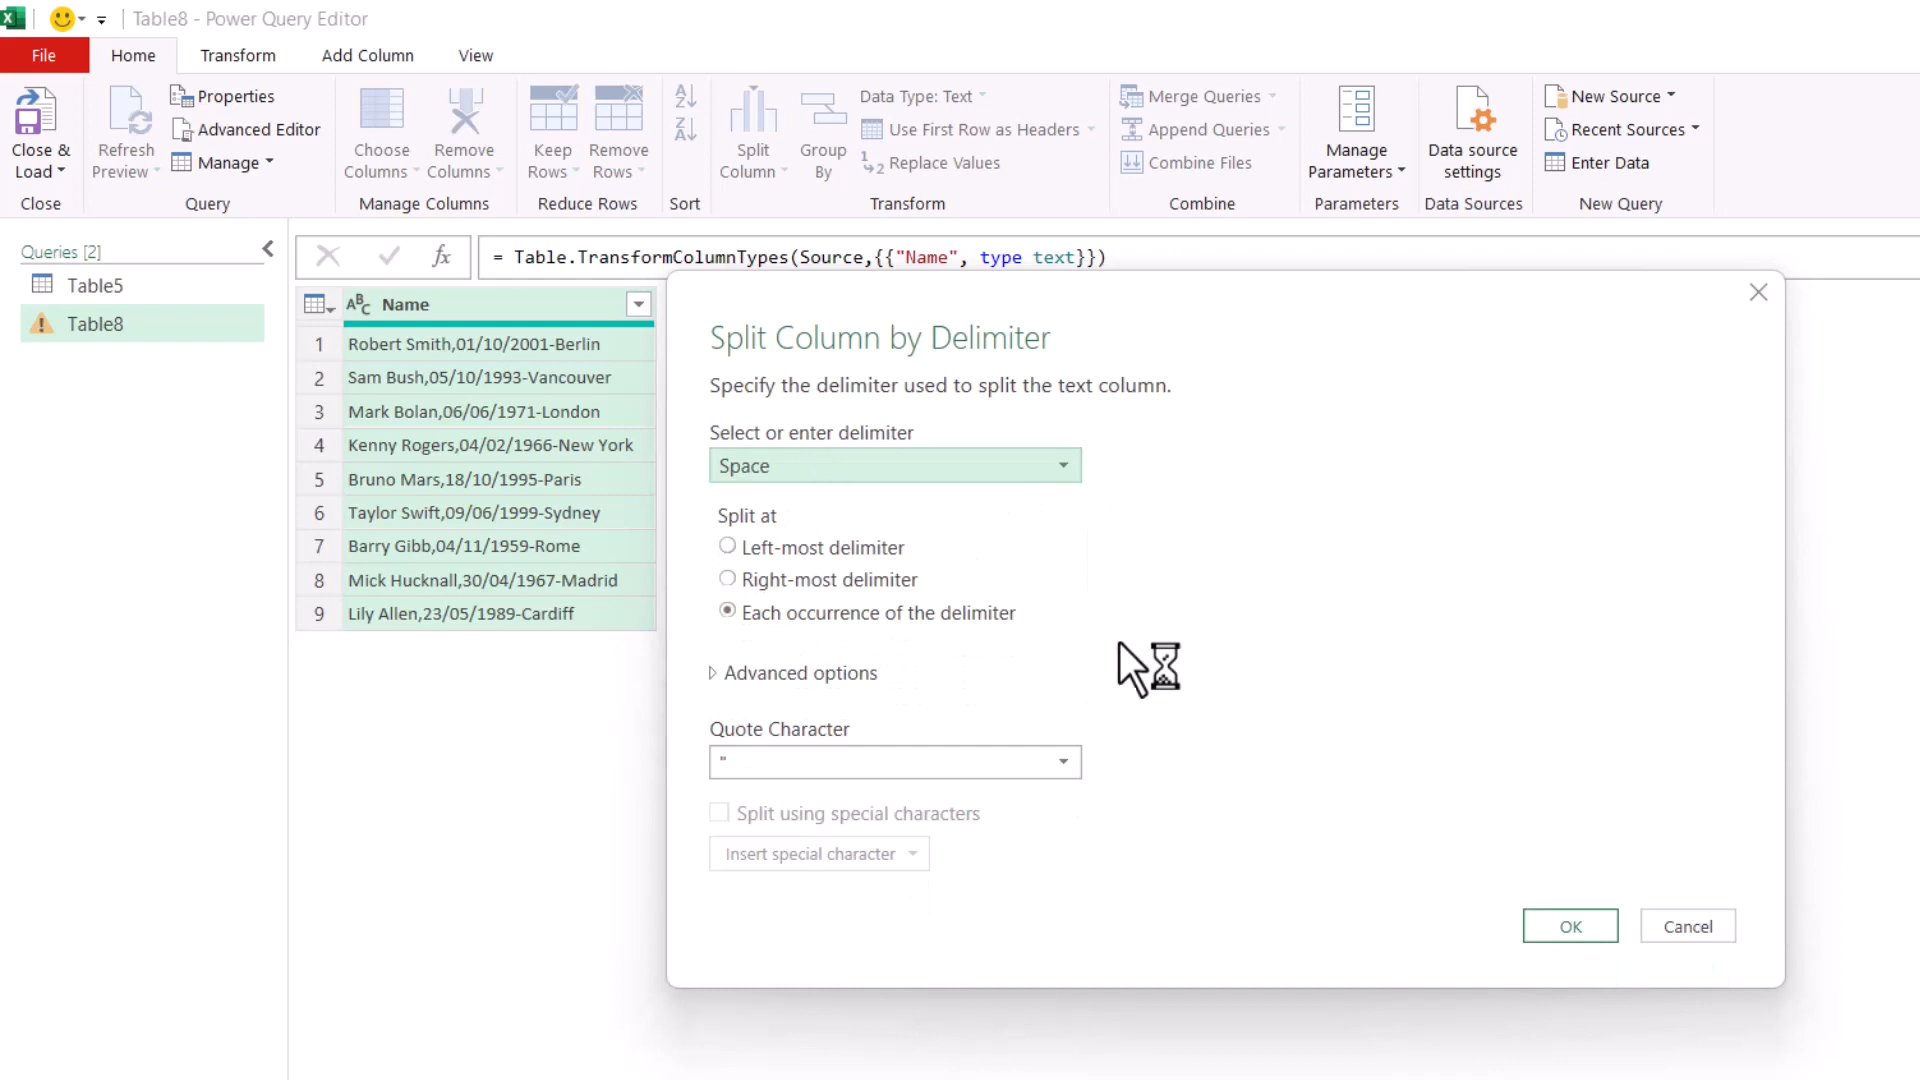 Table8 - Power Query Editor
File Home Transform Add Column View
Close & Load
Refresh Preview
Properties
Advanced Editor
Manage
Choose Columns
Remove Columns
Keep Rows
Remove Rows
A Z
Z A
Split Column
Group By
Data Type: Text
Use First Row as Headers
1 2 Replace Values
Merge Queries
Append Queries
Combine Files
Manage Parameters
Data source settings
New Source
Recent Sources
Enter Data
Close Query Manage Columns Reduce Rows Sort Transform Combine Parameters Data Sources New Query
Queries [2]
Table5
Table8
fx = Table.TransformColumnTypes(Source,{{"Name", type text}})
ABC Name
1 Robert Smith,01/10/2001-Berlin
2 Sam Bush,05/10/1993-Vancouver
3 Mark Bolan,06/06/1971-London
4 Kenny Rogers,04/02/1966-New York
5 Bruno Mars,18/10/1995-Paris
6 Taylor Swift,09/06/1999-Sydney
7 Barry Gibb,04/11/1959-Rome
8 Mick Hucknall,30/04/1967-Madrid
9 Lily Allen,23/05/1989-Cardiff
Split Column by Delimiter
Specify the delimiter used to split the text column.
Select or enter delimiter
Space
Split at
Left-most delimiter
Right-most delimiter
Each occurrence of the delimiter
Advanced options
Quote Character
"
Split using special characters
Insert special character
OK Cancel